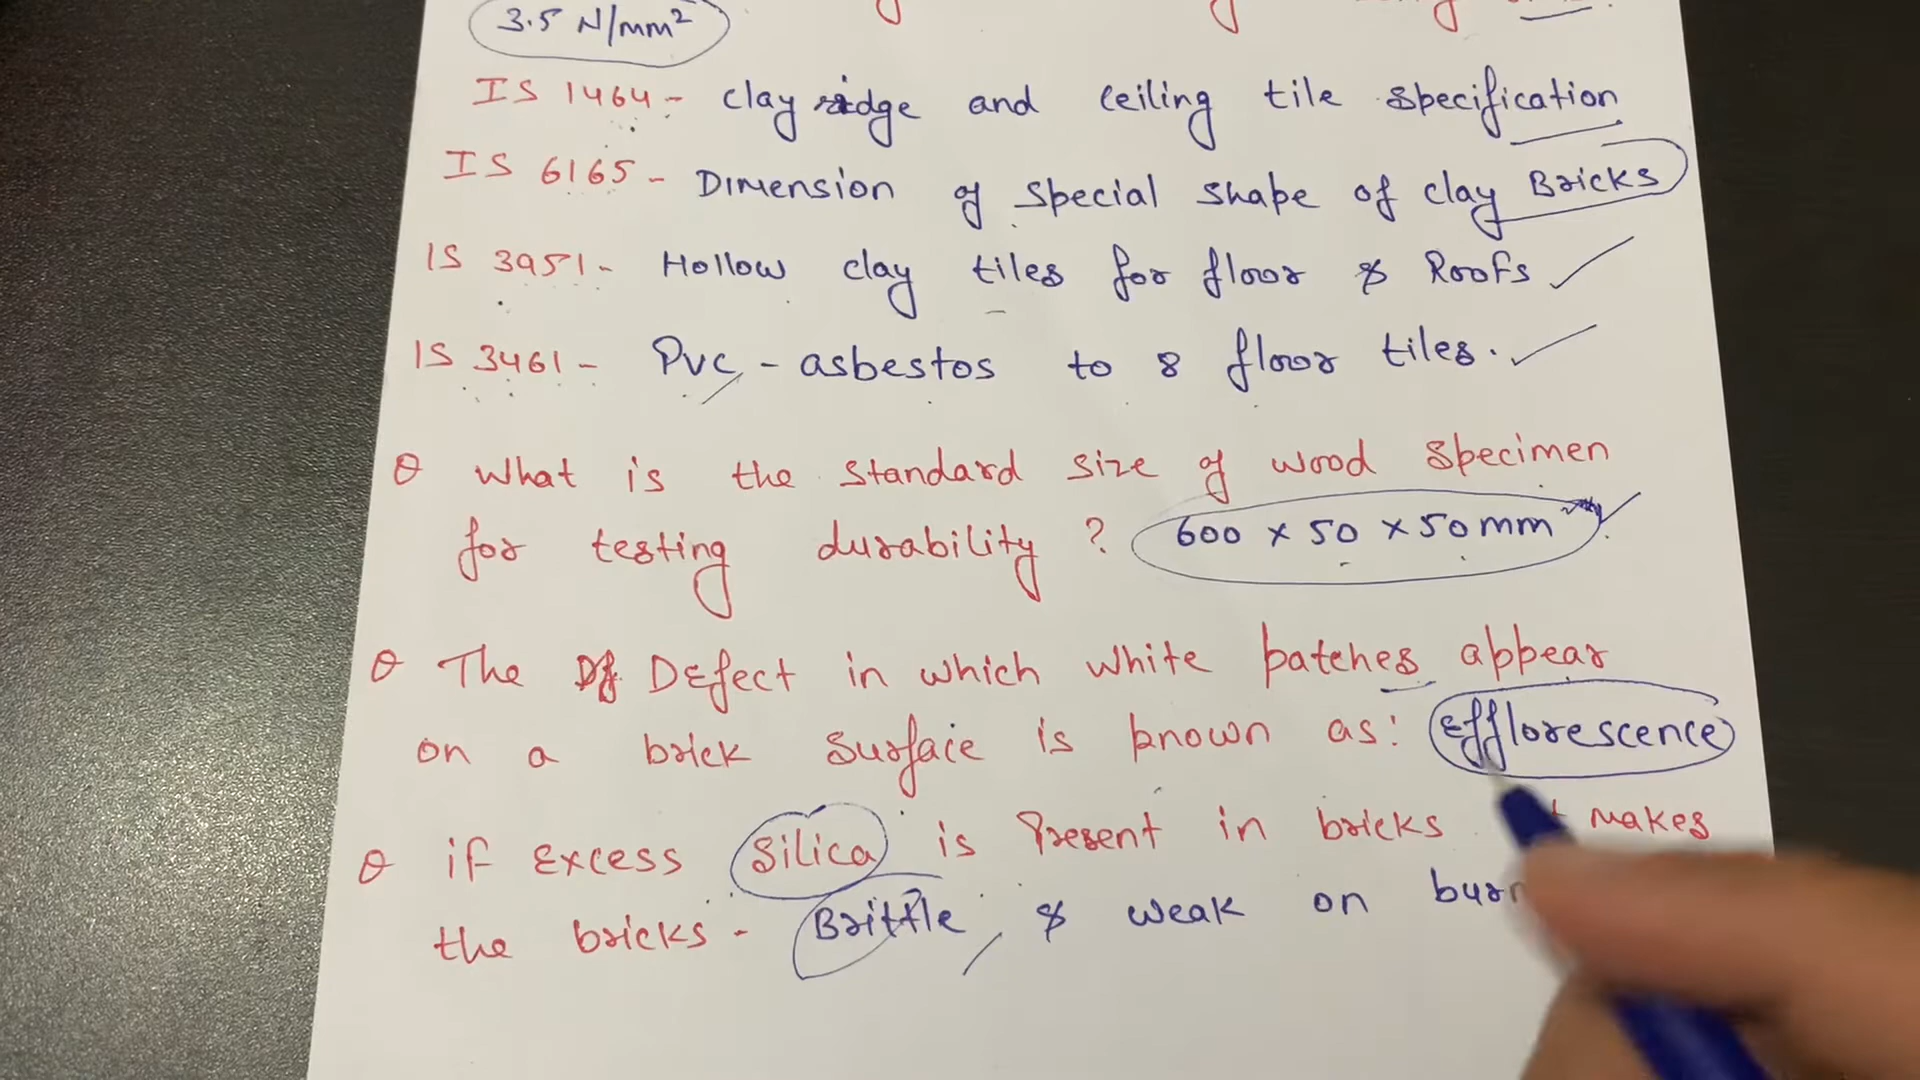 3.5 N/mm²
IS 1464 - clay ridge and ceiling tile specification
IS 6165 - Dimension of special shape of clay Bricks
IS 3951 - Hollow clay tiles for floor & Roofs
IS 3461 - PVC - asbestos to 8 floor tiles.
θ what is the standard size of wood specimen
for testing durability? 600 × 50 × 50 mm
θ The Defect in which white patches appear
on a brick surface is known as: Efflorescence
θ if Excess silica is Present in bricks makes
the bricks - Brittle & weak on